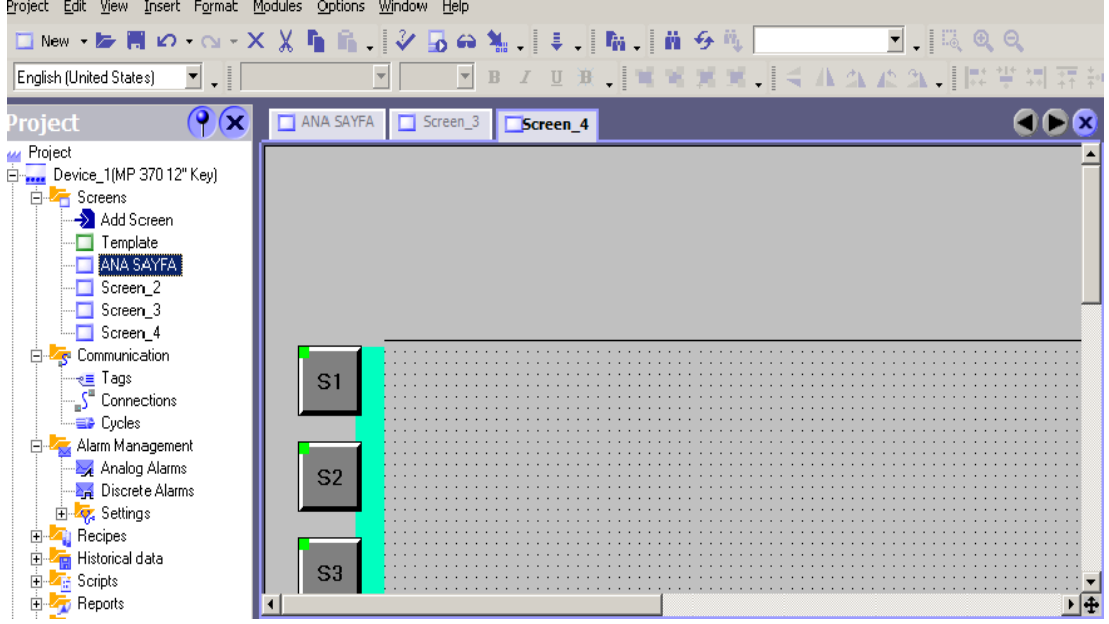 Project Edit View Insert Format Modules Options Window Help
New
English (United States) B I U B
Project
ANA SAYFA Screen_3 Screen_4
Project
Device_1(MP 370 12" Key)
Screens
Add Screen
Template
ANA SAYFA
Screen_2
Screen_3
Screen_4
Communication
Tags
Connections
Cycles
Alarm Management
Analog Alarms
Discrete Alarms
Settings
Recipes
Historical data
Scripts
Reports
S1
S2
S3